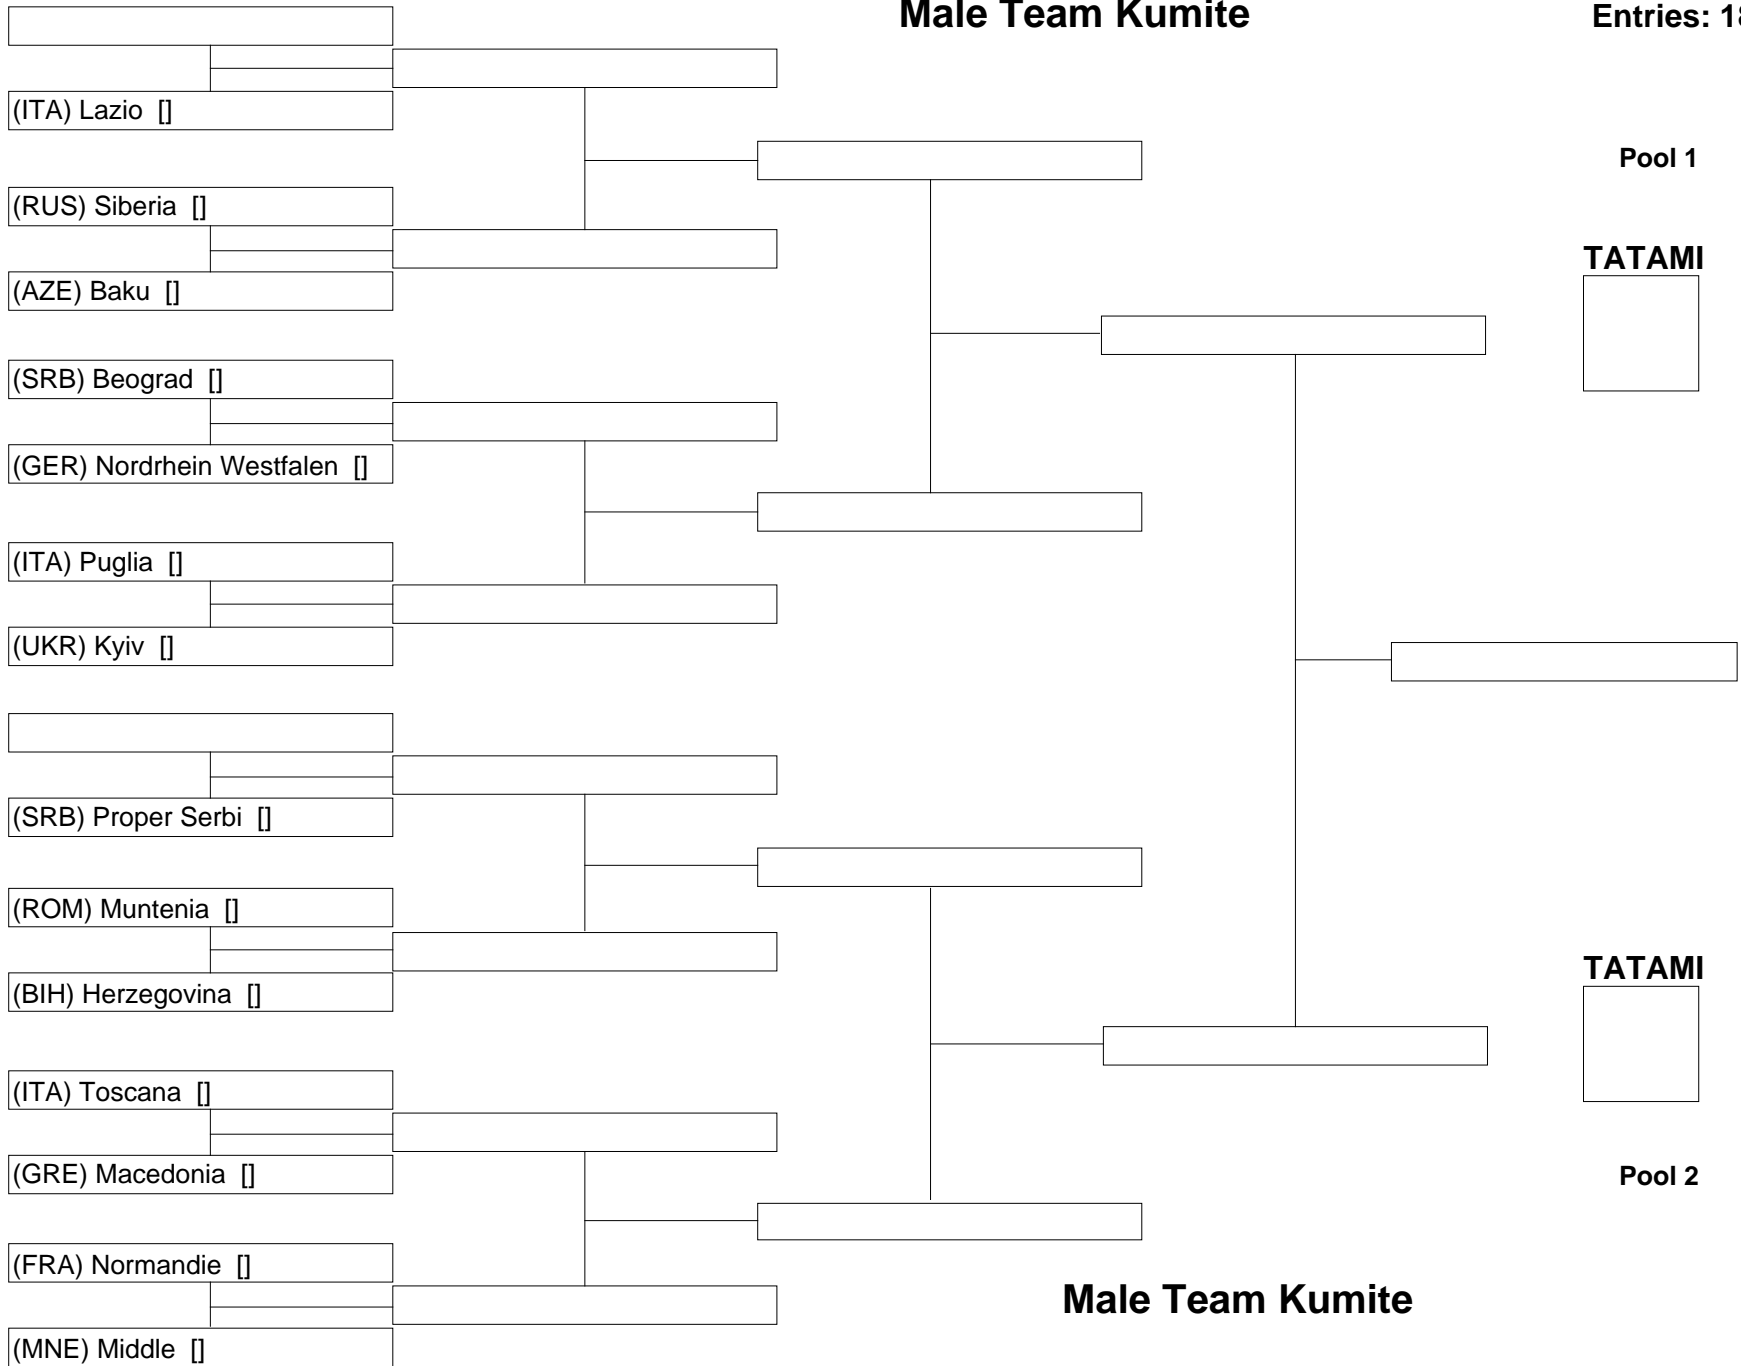 Male Team Kumite
Entries: 18
(ITA) Lazio []
Pool 1
(RUS) Siberia []
TATAMI
(AZE) Baku []
(SRB) Beograd []
(GER) Nordrhein Westfalen []
(ITA) Puglia []
(UKR) Kyiv []
(SRB) Proper Serbi []
(ROM) Muntenia []
TATAMI
(BIH) Herzegovina []
(ITA) Toscana []
(GRE) Macedonia []
Pool 2
(FRA) Normandie []
Male Team Kumite
(MNE) Middle []